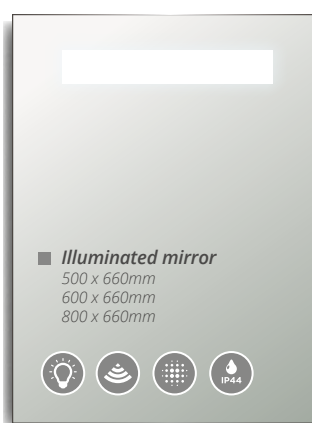 Illuminated mirror
500 x 660mm
600 x 660mm
800 x 660mm
IP44